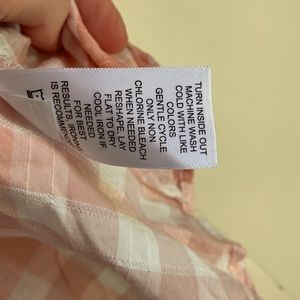 TURN INSIDE OUT
MACHINE WASH
COLD WITH LIKE
COLORS
GENTLE CYCLE
ONLY NON
CHLORINE BLEACH
WHEN NEEDED
RESHAPE, LAY
FLAT TO DRY
COOL IRON IF
NEEDED
FOR BEST
RESULTS, IRONING
IS RECOMMENDED